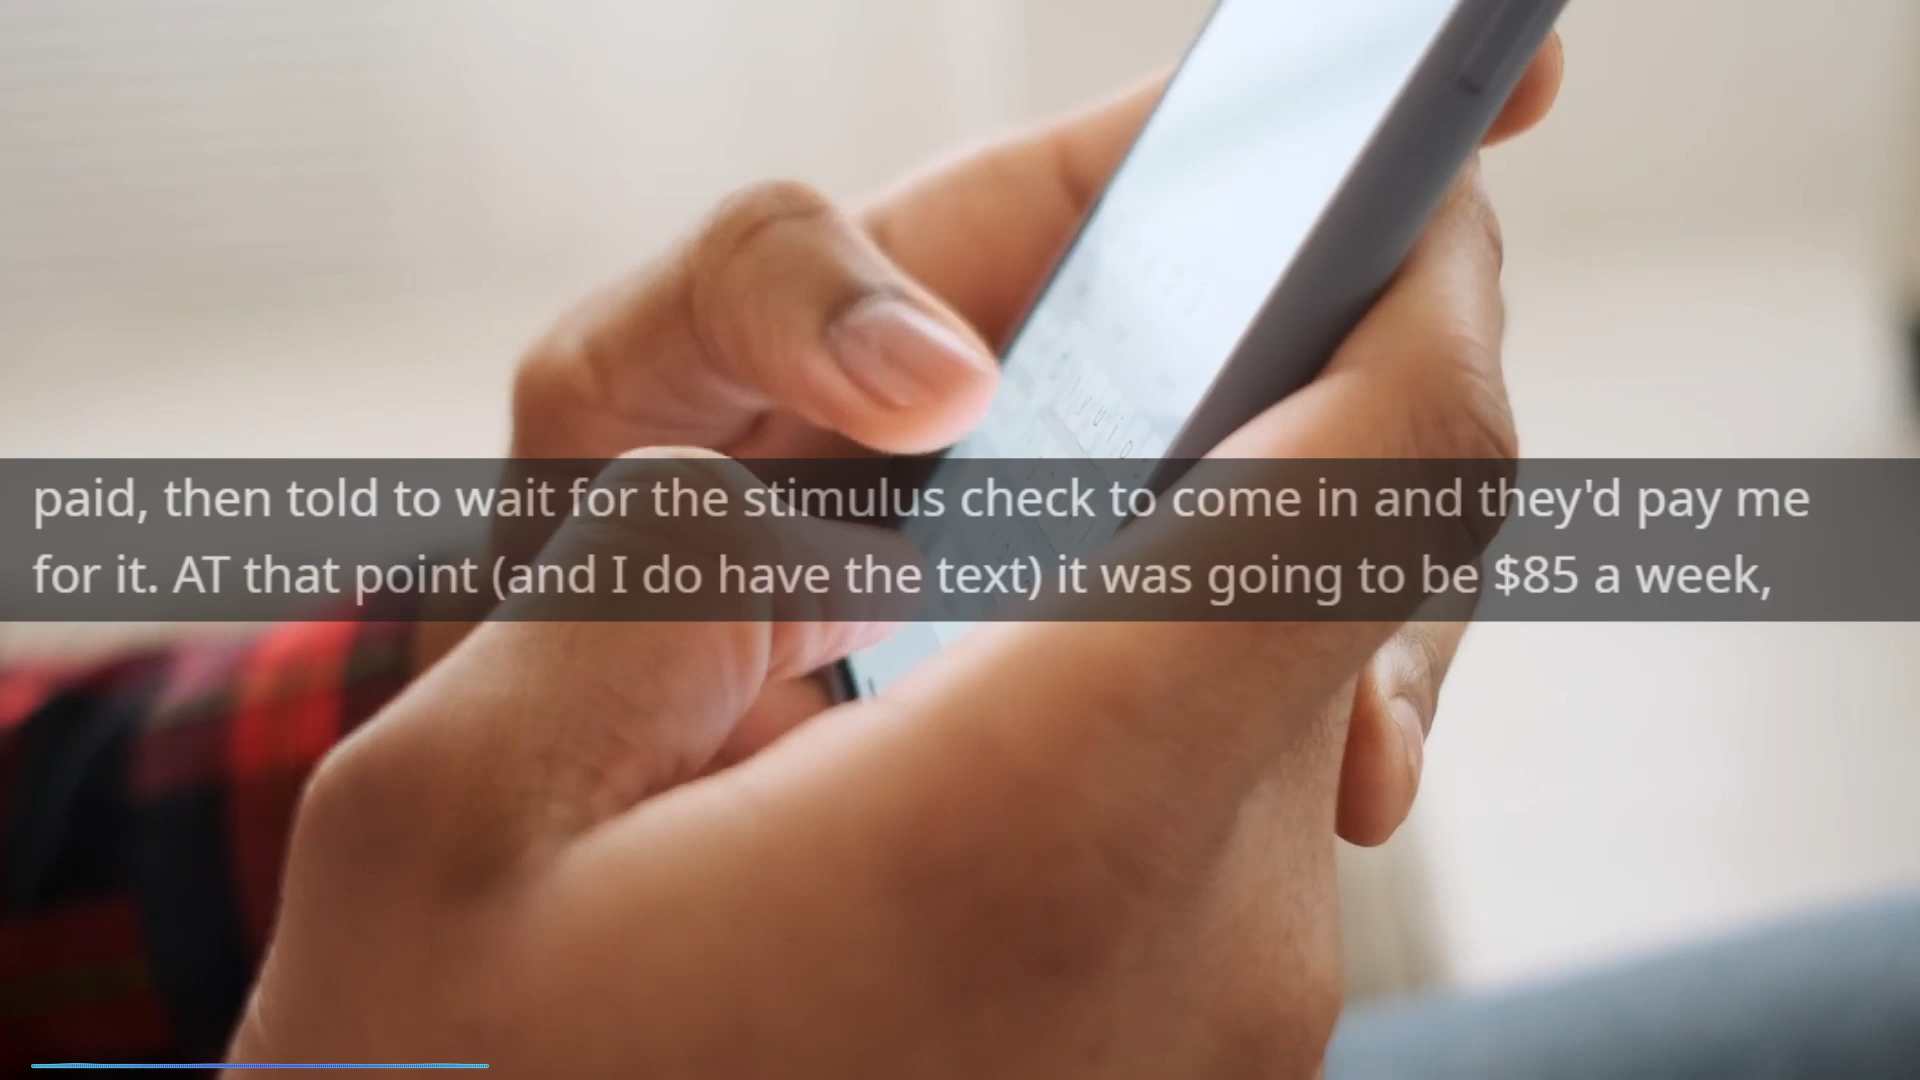 paid, then told to wait for the stimulus check to come in and they'd pay me
for it. AT that point (and I do have the text) it was going to be $85 a week,